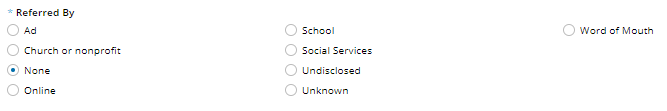 * Referred By
Ad
Church or nonprofit
None
Online
School
Social Services
Undisclosed
Unknown
Word of Mouth